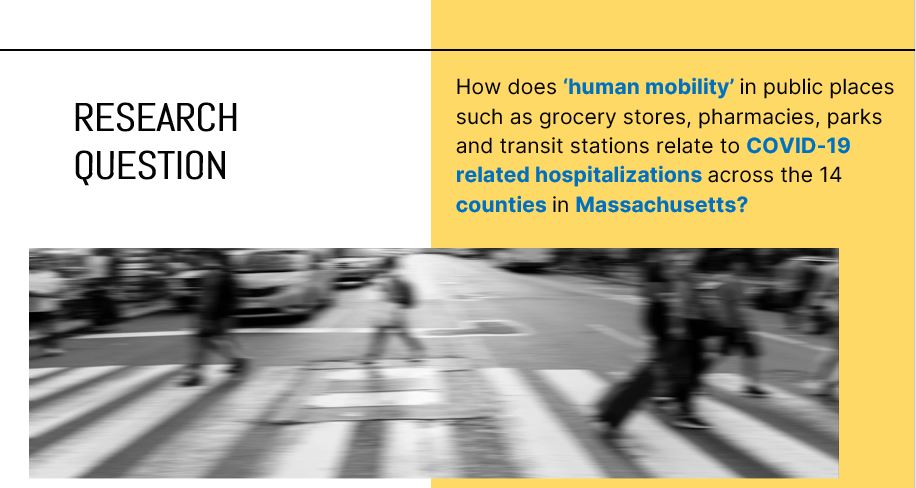 RESEARCH
QUESTION
How does ‘human mobility’ in public places
such as grocery stores, pharmacies, parks
and transit stations relate to COVID-19
related hospitalizations across the 14
counties in Massachusetts?